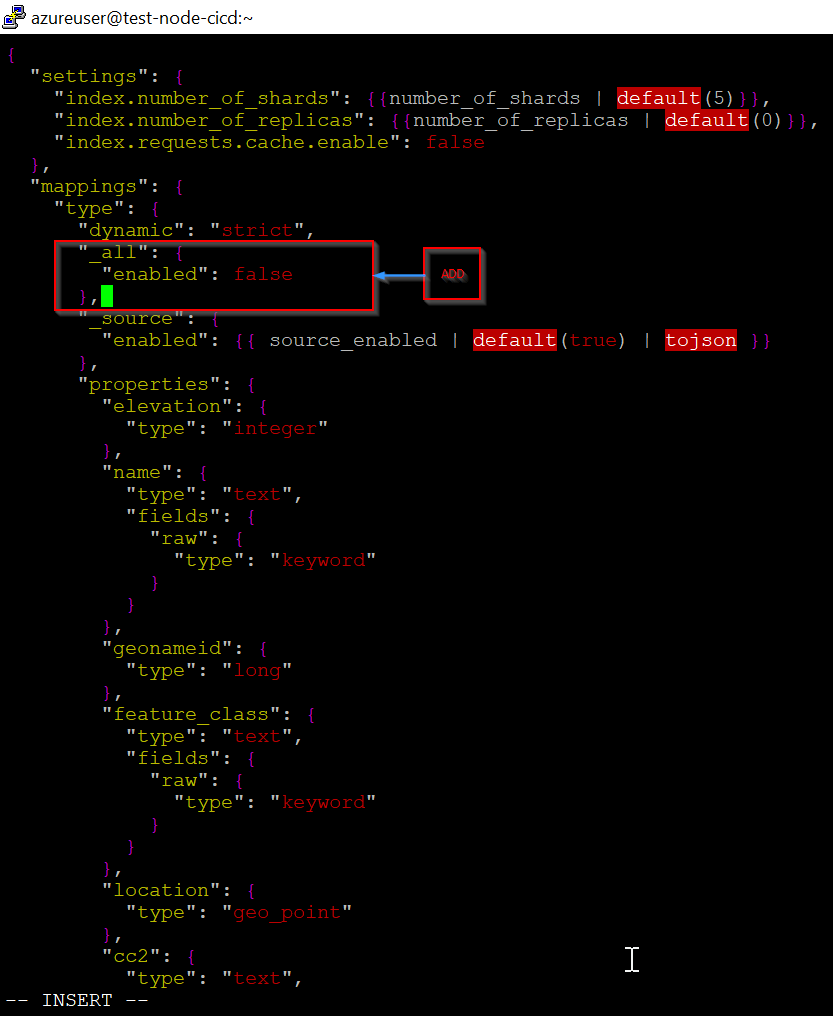 azureuser@test-node-cicd:~
{
  "settings": {
    "index.number_of_shards": {{number_of_shards | default(5)}},
    "index.number_of_replicas": {{number_of_replicas | default(0)}},
    "index.requests.cache.enable": false
  },
  "mappings": {
    "type": {
      "dynamic": "strict",
      "_all": {
        "enabled": false
      },
ADD
      "_source": {
        "enabled": {{ source_enabled | default(true) | tojson }}
      },
      "properties": {
        "elevation": {
          "type": "integer"
        },
        "name": {
          "type": "text",
          "fields": {
            "raw": {
              "type": "keyword"
            }
          }
        },
        "geonameid": {
          "type": "long"
        },
        "feature_class": {
          "type": "text",
          "fields": {
            "raw": {
              "type": "keyword"
            }
          }
        },
        "location": {
          "type": "geo_point"
        },
        "cc2": {
          "type": "text",
-- INSERT --